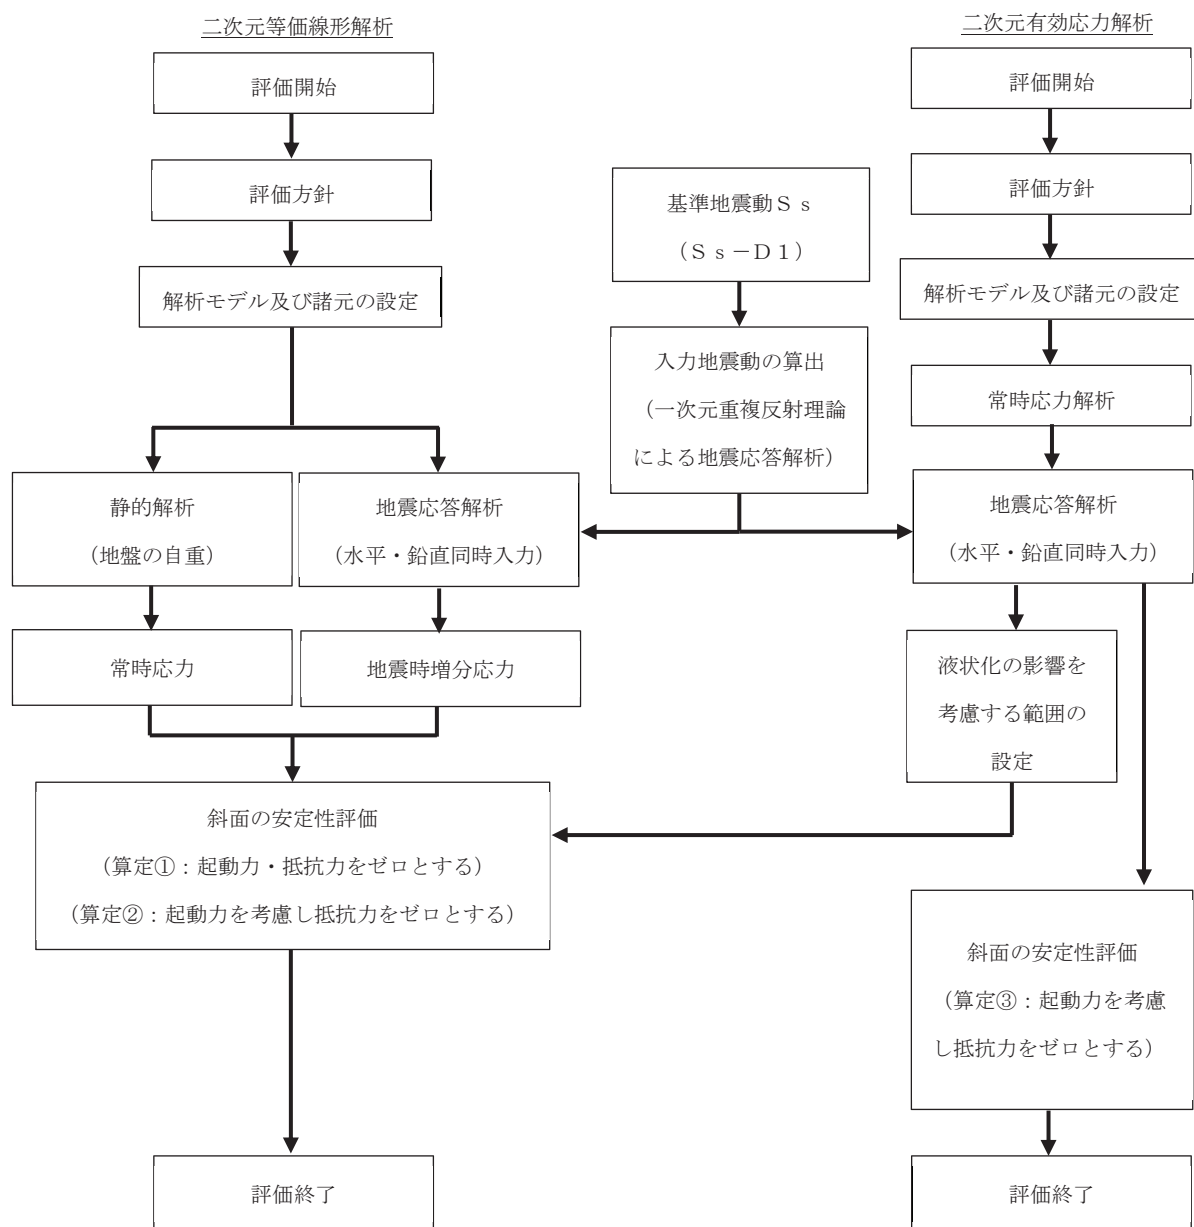 二次元等価線形解析
評価開始
評価方針
解析モデル及び諸元の設定
静的解析
（地盤の自重）
地震応答解析
（水平・鉛直同時入力）
常時応力
地震時増分応力
斜面の安定性評価
（算定①：起動力・抵抗力をゼロとする）
（算定②：起動力を考慮し抵抗力をゼロとする）
評価終了
基準地震動Ｓｓ
（Ｓｓ－Ｄ１）
入力地震動の算出
（一次元重複反射理論
による地震応答解析）
二次元有効応力解析
評価開始
評価方針
解析モデル及び諸元の設定
常時応力解析
地震応答解析
（水平・鉛直同時入力）
液状化の影響を
考慮する範囲の
設定
斜面の安定性評価
（算定③：起動力を考慮
し抵抗力をゼロとする）
評価終了